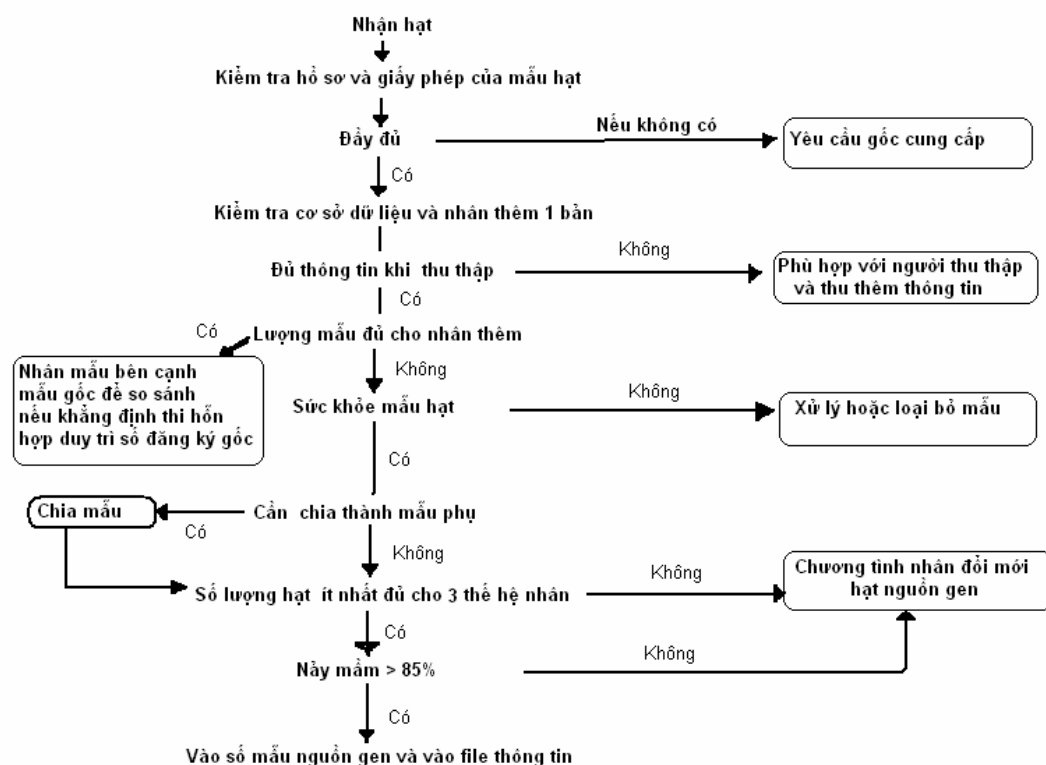 Nhận hạt
Kiểm tra hồ sơ và giấy phép của mẫu hạt
Đầy đủ
Nếu không có
Yêu cầu gốc cung cấp
Có
Kiểm tra cơ sở dữ liệu và nhân thêm 1 bản
Đủ thông tin khi thu thập
Không
Phù hợp với người thu thập
và thu thêm thông tin
Có
Có
Lượng mẫu đủ cho nhân thêm
Nhân mẫu bên cạnh
mẫu gốc để so sánh
nếu khẳng định thi hỗn
hợp duy trì số đăng ký gốc
Không
Sức khỏe mẫu hạt
Không
Xử lý hoặc loại bỏ mẫu
Có
Chia mẫu
Có
Cần chia thành mẫu phụ
Không
Số lượng hạt ít nhất đủ cho 3 thế hệ nhân
Không
Chương tình nhân đổi mới
hạt nguồn gen
Có
Nảy mầm > 85%
Không
Có
Vào số mẫu nguồn gen và vào file thông tin